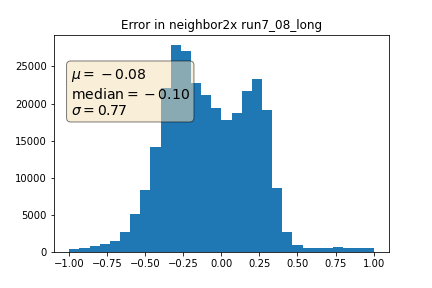 Error in neighbor2x run7_08_long
μ = −0.08
median = −0.10
σ = 0.77
25000
20000
15000
10000
5000
0
−1.00 −0.75 −0.50 −0.25 0.00 0.25 0.50 0.75 1.00